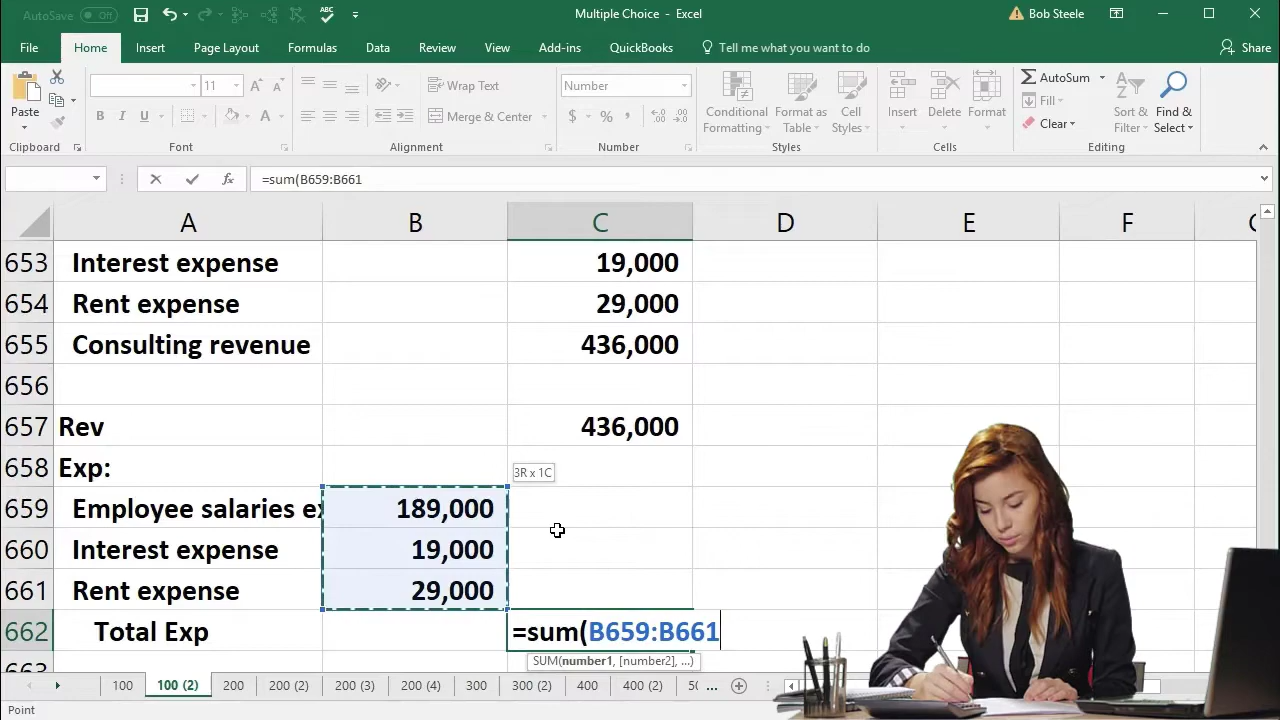 AutoSave Off
Multiple Choice - Excel
Bob Steele
File Home Insert Page Layout Formulas Data Review View Add-ins QuickBooks Tell me what you want to do Share
Paste
11
Wrap Text
Merge & Center
Number
Conditional Formatting
Format as Table
Cell Styles
Insert
Delete
Format
AutoSum
Fill
Clear
Sort & Filter
Find & Select
Clipboard Font Alignment Number Styles Cells Editing
=sum(B659:B661
A B C D E F
653 Interest expense 19,000
654 Rent expense 29,000
655 Consulting revenue 436,000
656
657 Rev 436,000
658 Exp:
3R x 1C
659 Employee salaries ex 189,000
660 Interest expense 19,000
661 Rent expense 29,000
662 Total Exp =sum(B659:B661
SUM(number1, [number2], ...)
100 100 (2) 200 200 (2) 200 (3) 200 (4) 300 300 (2) 400 400 (2) ...
Point